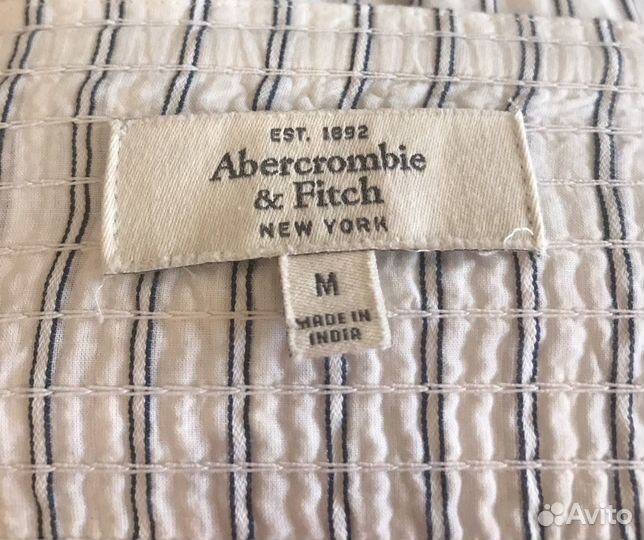 EST. 1892
Abercrombie
& Fitch
NEW YORK
M
MADE IN
INDIA
Avito